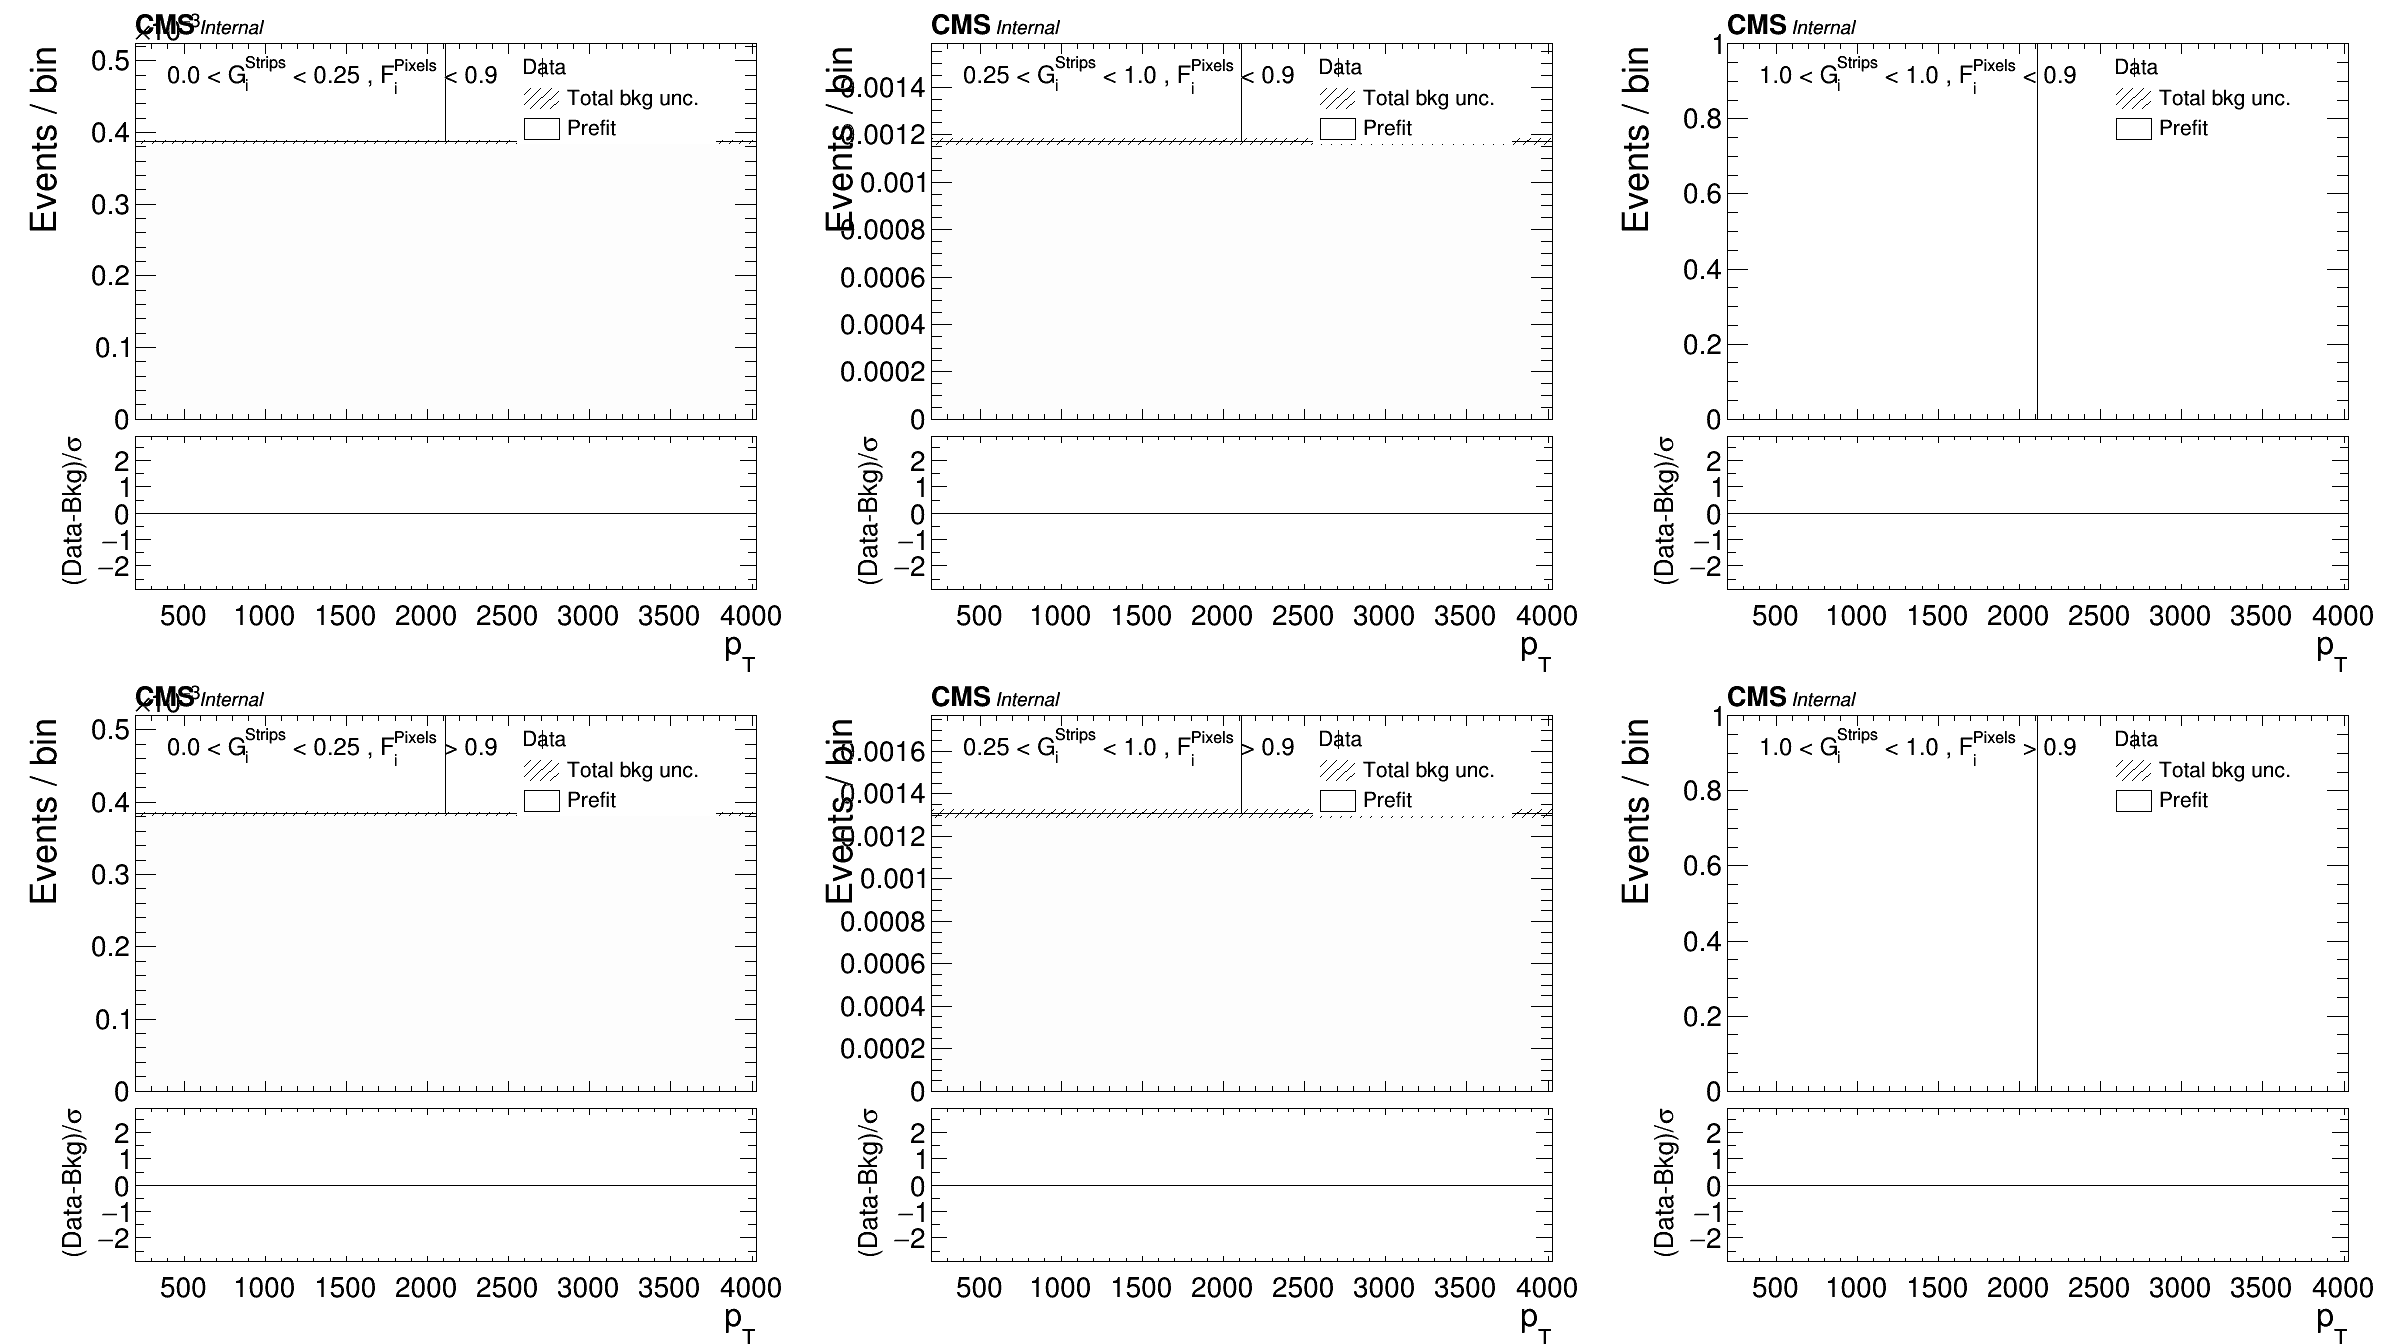 CMS Internal
×10⁻³
Events / bin
0.0 < G_i^Strips < 0.25 , F_i^Pixels < 0.9
Data
Total bkg unc.
Prefit
0.5
0.4
0.3
0.2
0.1
0
(Data-Bkg)/σ
2
1
0
−1
−2
500 1000 1500 2000 2500 3000 3500 4000
p_T
CMS Internal
Events / bin
0.25 < G_i^Strips < 1.0 , F_i^Pixels < 0.9
Data
Total bkg unc.
Prefit
0.0014
0.0012
0.001
0.0008
0.0006
0.0004
0.0002
0
(Data-Bkg)/σ
2
1
0
−1
−2
500 1000 1500 2000 2500 3000 3500 4000
p_T
CMS Internal
Events / bin
1.0 < G_i^Strips < 1.0 , F_i^Pixels < 0.9
Data
Total bkg unc.
Prefit
1
0.8
0.6
0.4
0.2
0
(Data-Bkg)/σ
2
1
0
−1
−2
500 1000 1500 2000 2500 3000 3500 4000
p_T
CMS Internal
×10⁻³
Events / bin
0.0 < G_i^Strips < 0.25 , F_i^Pixels > 0.9
Data
Total bkg unc.
Prefit
0.5
0.4
0.3
0.2
0.1
0
(Data-Bkg)/σ
2
1
0
−1
−2
500 1000 1500 2000 2500 3000 3500 4000
p_T
CMS Internal
Events / bin
0.25 < G_i^Strips < 1.0 , F_i^Pixels > 0.9
Data
Total bkg unc.
Prefit
0.0016
0.0014
0.0012
0.001
0.0008
0.0006
0.0004
0.0002
0
(Data-Bkg)/σ
2
1
0
−1
−2
500 1000 1500 2000 2500 3000 3500 4000
p_T
CMS Internal
Events / bin
1.0 < G_i^Strips < 1.0 , F_i^Pixels > 0.9
Data
Total bkg unc.
Prefit
1
0.8
0.6
0.4
0.2
0
(Data-Bkg)/σ
2
1
0
−1
−2
500 1000 1500 2000 2500 3000 3500 4000
p_T